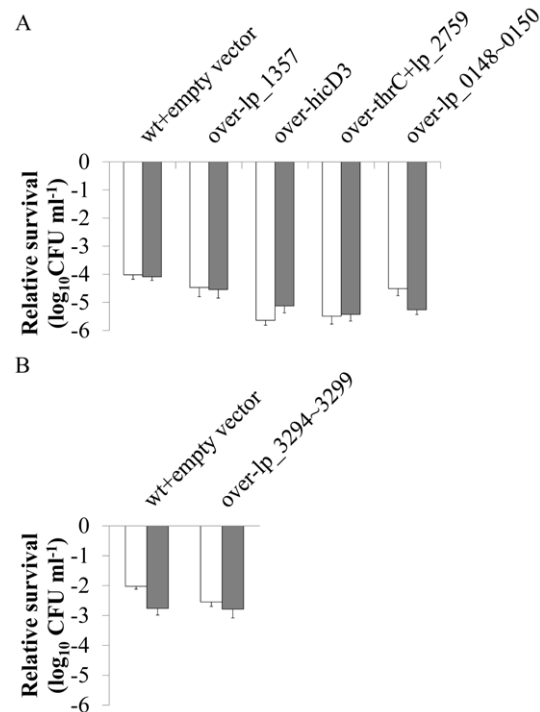 A
wt+empty vector
over-lp_1357
over-hicD3
over-thrC+lp_2759
over-lp_0148~0150
Relative survival
(log₁₀CFU ml⁻¹)
0
-1
-2
-3
-4
-5
-6
B
wt+empty vector
over-lp_3294~3299
Relative survival
(log₁₀ CFU ml⁻¹)
0
-1
-2
-3
-4
-5
-6